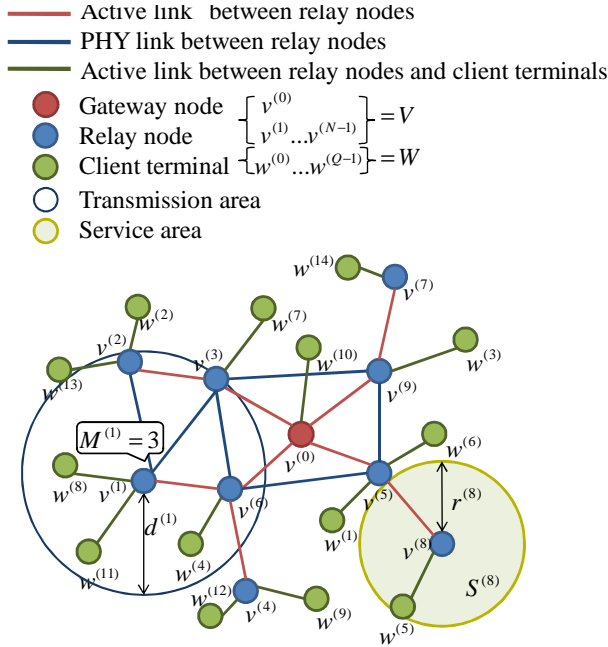 Active link between relay nodes
PHY link between relay nodes
Active link between relay nodes and client terminals
Gateway node
Relay node
Client terminal
v^(0)
v^(1)...v^(N-1)
=V
w^(0)...w^(Q-1)
=W
Transmission area
Service area
w^(14)
v^(7)
w^(2)
v^(2)
w^(7)
v^(3)
w^(10)
w^(3)
w^(13)
v^(9)
M^(1) = 3
v^(0)
w^(6)
w^(8)
v^(1)
v^(6)
v^(5)
r^(8)
d^(1)
w^(1)
v^(8)
w^(11)
w^(4)
S^(8)
w^(12)
v^(4)
w^(9)
w^(5)